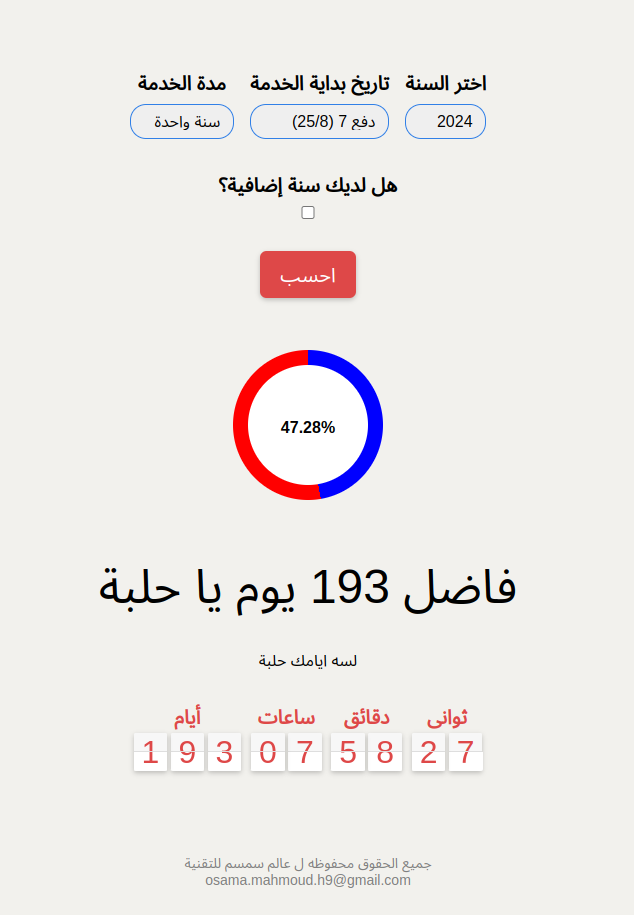 اختر السنة تاريخ بداية الخدمة مدة الخدمة
2024 دفع 7 (25/8) سنة واحدة
هل لديك سنة إضافية؟
احسب
47.28%
فاضل 193 يوم يا حلبة
لسه ايامك حلبة
ثوانى دقائق ساعات أيام
193 07 58 27
جميع الحقوق محفوظه ل عالم سمسم للتقنية
osama.mahmoud.h9@gmail.com